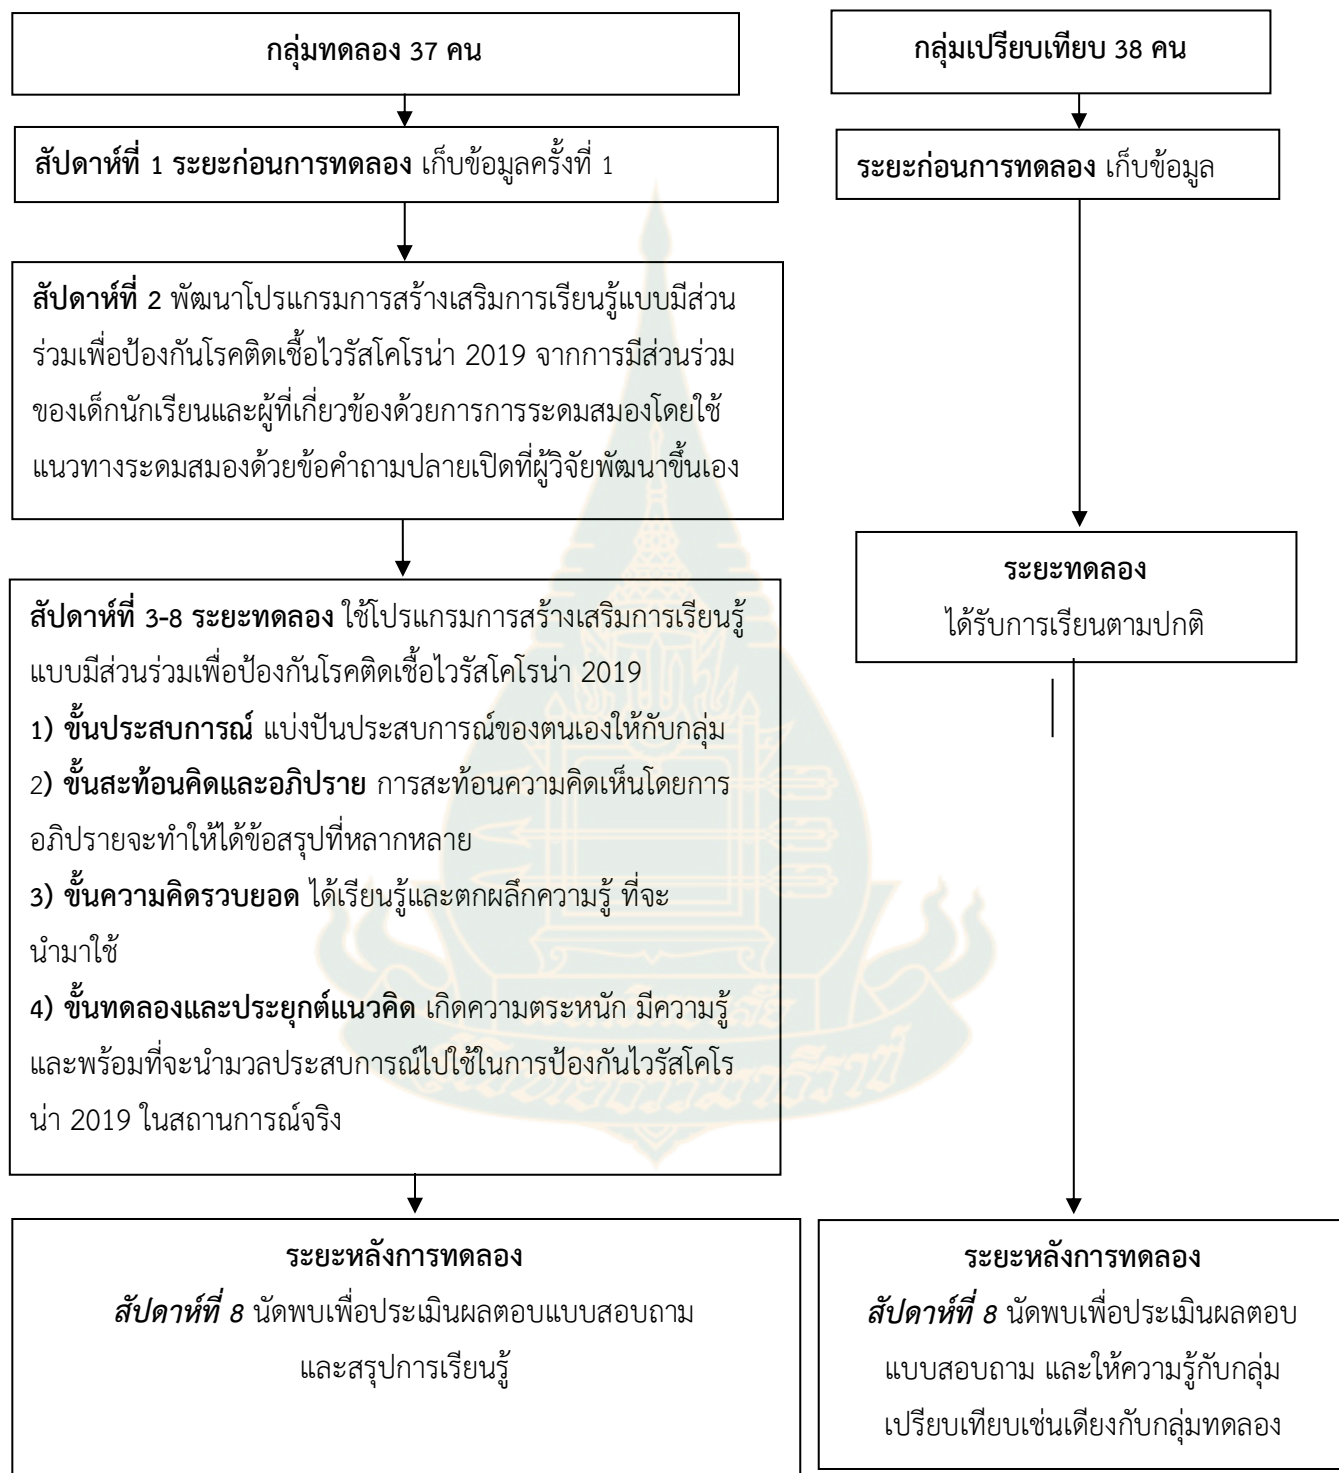 กลุ่มทดลอง 37 คน
สัปดาห์ที่ 1 ระยะก่อนการทดลอง เก็บข้อมูลครั้งที่ 1
สัปดาห์ที่ 2 พัฒนาโปรแกรมการสร้างเสริมการเรียนรู้แบบมีส่วน
ร่วมเพื่อป้องกันโรคติดเชื้อไวรัสโคโรน่า 2019 จากการมีส่วนร่วม
ของเด็กนักเรียนและผู้ที่เกี่ยวข้องด้วยการการระดมสมองโดยใช้
แนวทางระดมสมองด้วยข้อคำถามปลายเปิดที่ผู้วิจัยพัฒนาขึ้นเอง
สัปดาห์ที่ 3-8 ระยะทดลอง ใช้โปรแกรมการสร้างเสริมการเรียนรู้
แบบมีส่วนร่วมเพื่อป้องกันโรคติดเชื้อไวรัสโคโรน่า 2019
1) ขั้นประสบการณ์ แบ่งปันประสบการณ์ของตนเองให้กับกลุ่ม
2) ขั้นสะท้อนคิดและอภิปราย การสะท้อนความคิดเห็นโดยการ
อภิปรายจะทำให้ได้ข้อสรุปที่หลากหลาย
3) ขั้นความคิดรวบยอด ได้เรียนรู้และตกผลึกความรู้ ที่จะ
นำมาใช้
4) ขั้นทดลองและประยุกต์แนวคิด เกิดความตระหนัก มีความรู้
และพร้อมที่จะนำมวลประสบการณ์ไปใช้ในการป้องกันไวรัสโคโร
น่า 2019 ในสถานการณ์จริง
ระยะหลังการทดลอง
สัปดาห์ที่ 8 นัดพบเพื่อประเมินผลตอบแบบสอบถาม
และสรุปการเรียนรู้
กลุ่มเปรียบเทียบ 38 คน
ระยะก่อนการทดลอง เก็บข้อมูล
ระยะทดลอง
ได้รับการเรียนตามปกติ
ระยะหลังการทดลอง
สัปดาห์ที่ 8 นัดพบเพื่อประเมินผลตอบ
แบบสอบถาม และให้ความรู้กับกลุ่ม
เปรียบเทียบเช่นเดียงกับกลุ่มทดลอง